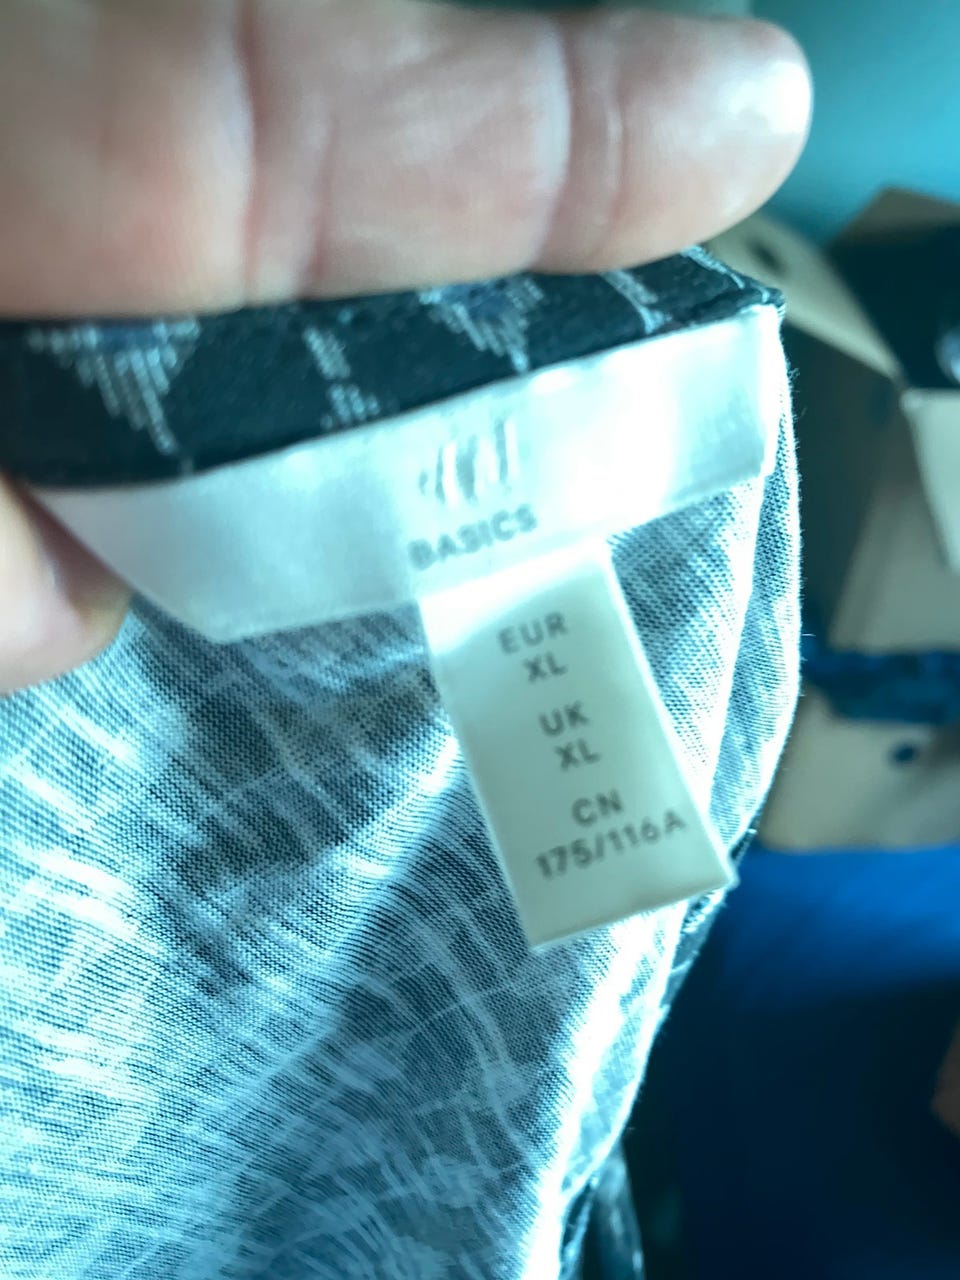 H&M
BASICS
EUR
XL
UK
XL
CN
175/116A